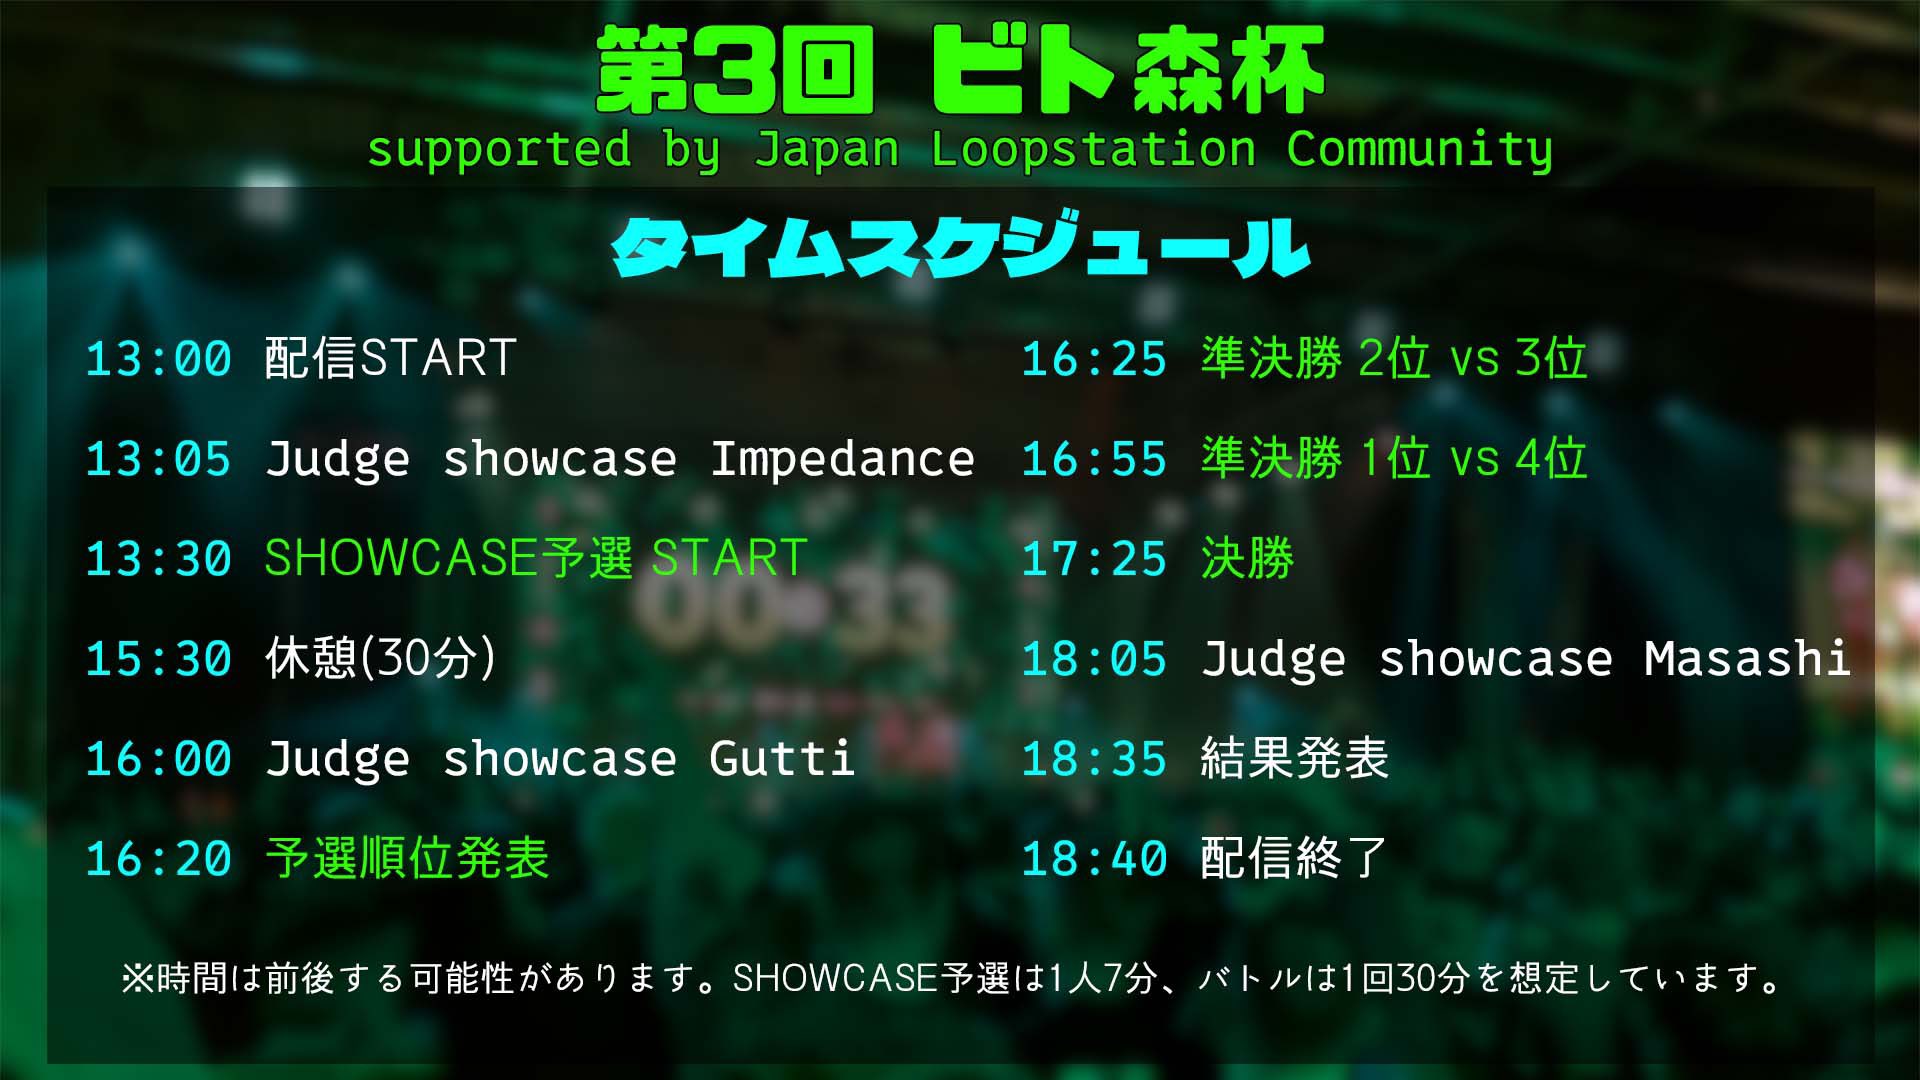 第3回 ビト森杯
supported by Japan Loopstation Community
タイムスケジュール
13:00 配信START
13:05 Judge showcase Impedance
13:30 SHOWCASE予選 START
15:30 休憩(30分)
16:00 Judge showcase Gutti
16:20 予選順位発表
16:25 準決勝 2位 vs 3位
16:55 準決勝 1位 vs 4位
17:25 決勝
18:05 Judge showcase Masashi
18:35 結果発表
18:40 配信終了
00:33
※時間は前後する可能性があります。SHOWCASE予選は1人7分、バトルは1回30分を想定しています。